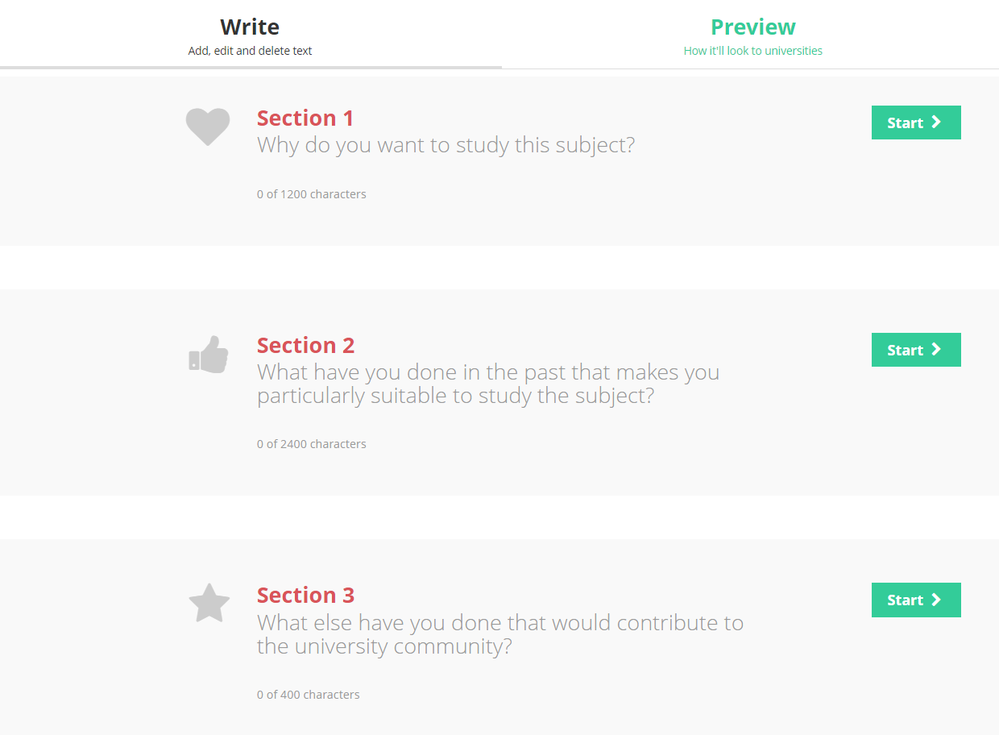 Write
Add, edit and delete text
Preview
How it'll look to universities
Section 1
Why do you want to study this subject?
0 of 1200 characters
Start
Section 2
What have you done in the past that makes you
particularly suitable to study the subject?
0 of 2400 characters
Start
Section 3
What else have you done that would contribute to
the university community?
0 of 400 characters
Start